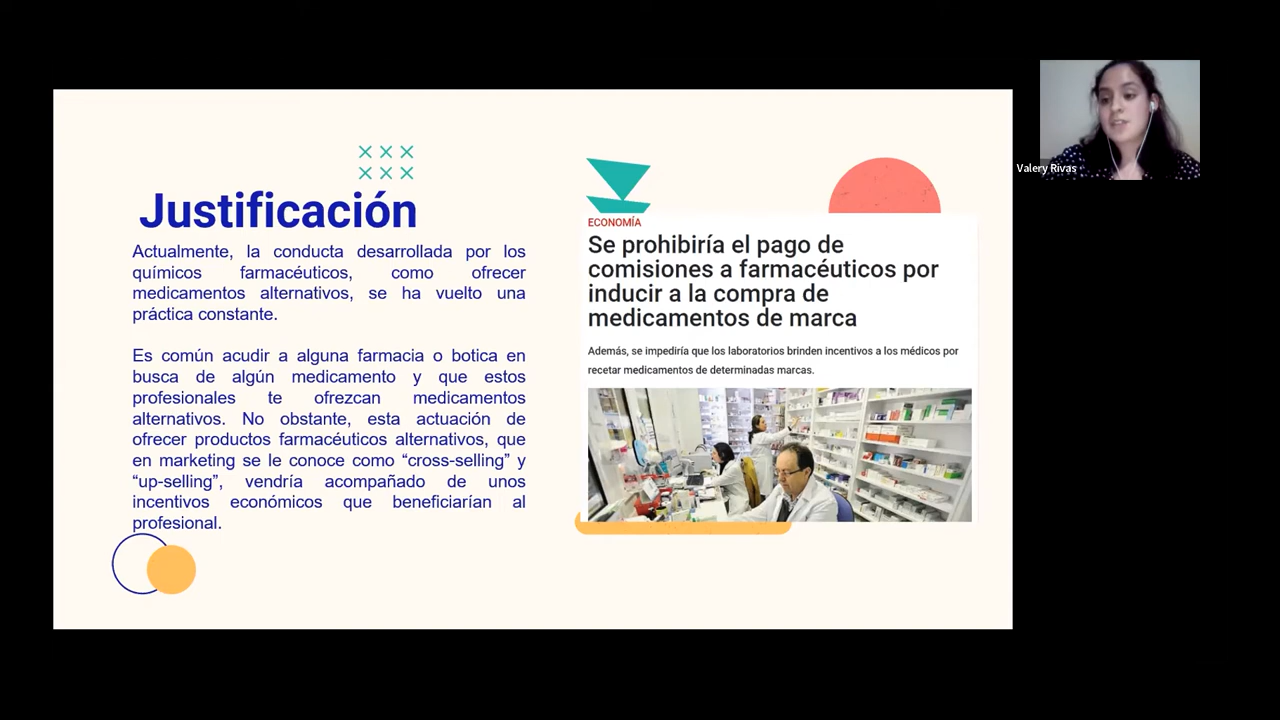 Justificación
Actualmente, la conducta desarrollada por los
químicos farmacéuticos, como ofrecer
medicamentos alternativos, se ha vuelto una
práctica constante.
Es común acudir a alguna farmacia o botica en
busca de algún medicamento y que estos
profesionales te ofrezcan medicamentos
alternativos. No obstante, esta actuación de
ofrecer productos farmacéuticos alternativos, que
en marketing se le conoce como “cross-selling” y
“up-selling”, vendría acompañado de unos
incentivos económicos que beneficiarían al
profesional.
ECONOMÍA
Se prohibiría el pago de
comisiones a farmacéuticos por
inducir a la compra de
medicamentos de marca
Además, se impediría que los laboratorios brinden incentivos a los médicos por
recetar medicamentos de determinadas marcas.
Valery Rivas